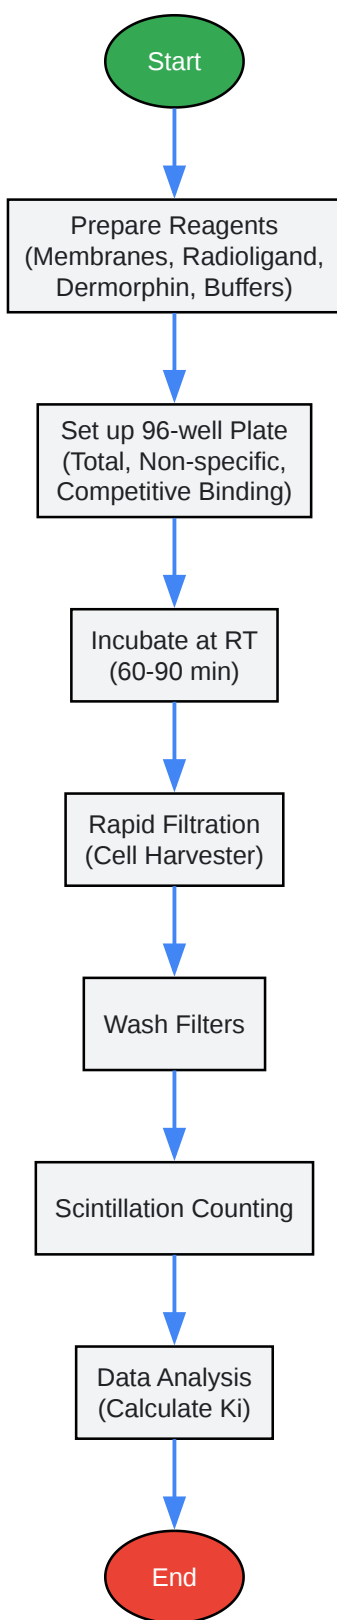 Start
Prepare Reagents
(Membranes, Radioligand,
Dermorphin, Buffers)
Set up 96-well Plate
(Total, Non-specific,
Competitive Binding)
Incubate at RT
(60-90 min)
Rapid Filtration
(Cell Harvester)
Wash Filters
Scintillation Counting
Data Analysis
(Calculate Ki)
End